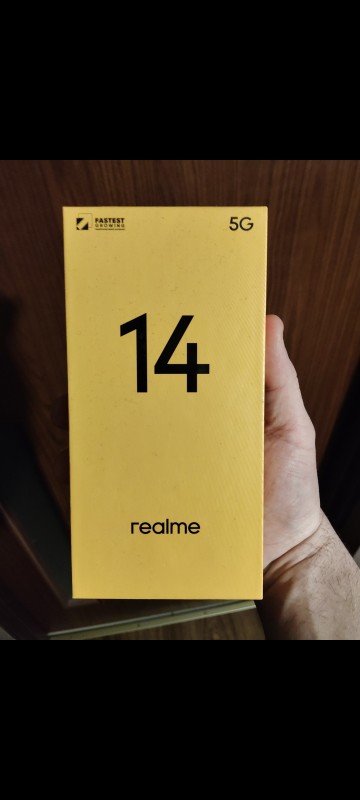 FASTEST
GROWING
5G
14
realme